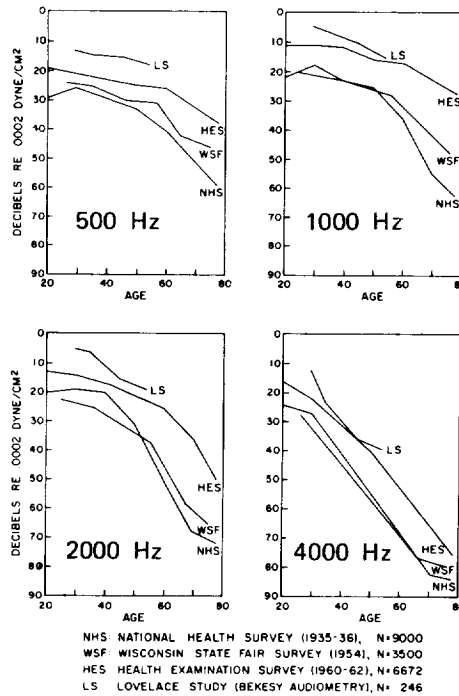 DECIBELS RE .0002 DYNE/CM²
0
10
20
30
40
50
60
70
80
90
LS
HES
WSF
NHS
500 Hz
20 40 60 80
AGE
0
10
20
30
40
50
60
70
80
90
LS
HES
WSF
NHS
1000 Hz
20 40 60 80
AGE
DECIBELS RE .0002 DYNE/CM²
0
10
20
30
40
50
60
70
80
90
LS
HES
WSF
NHS
2000 Hz
20 40 60 80
AGE
0
10
20
30
40
50
60
70
80
90
LS
HES
WSF
NHS
4000 Hz
20 40 60 80
AGE
NHS: NATIONAL HEALTH SURVEY (1935-36), N=9000
WSF: WISCONSIN STATE FAIR SURVEY (1954), N=3500
HES HEALTH EXAMINATION SURVEY (1960-62), N=6672
LS LOVELACE STUDY (BEKESY AUDIOMETRY), N= 246